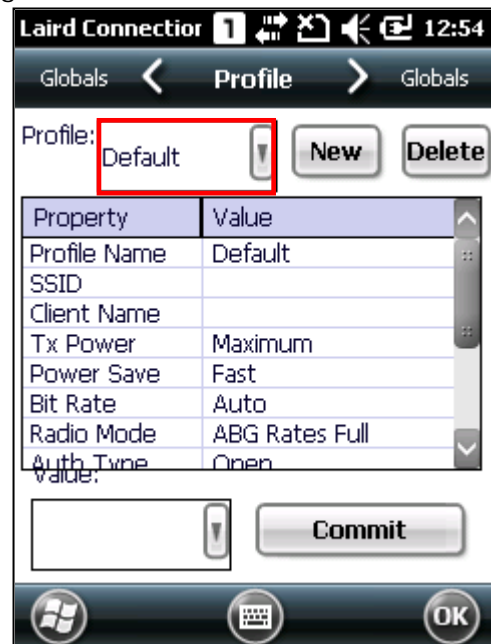 Laird Connection 1 12:54
Globals Profile Globals
Profile: Default New Delete
Property Value
Profile Name Default
SSID
Client Name
Tx Power Maximum
Power Save Fast
Bit Rate Auto
Radio Mode ABG Rates Full
Auth Type Open
Value:
Commit
OK